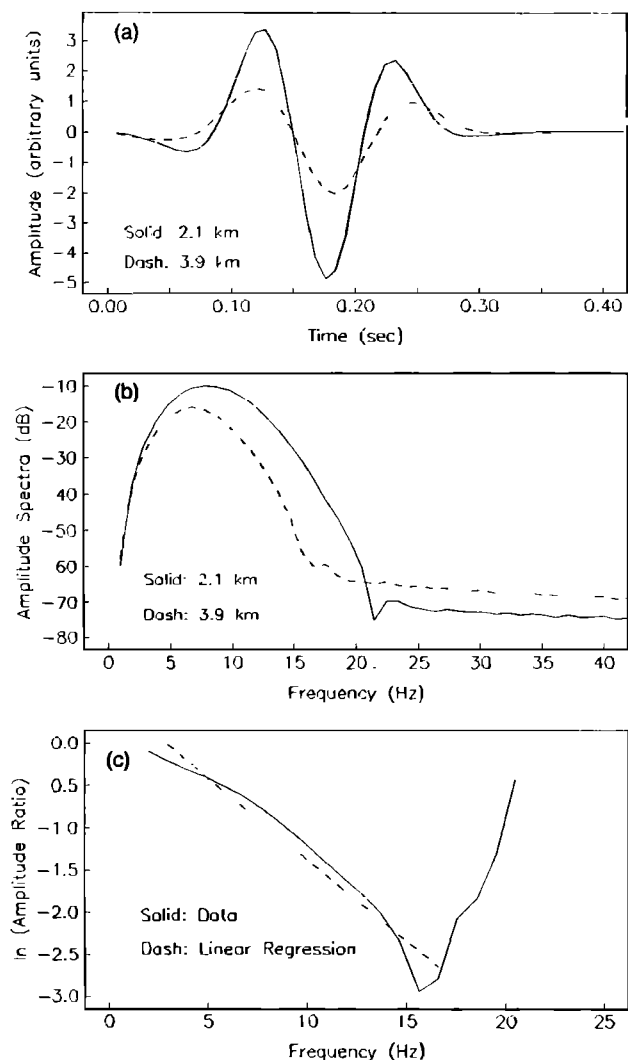 (a)
3
2
1
0
-1
-2
-3
-4
-5
Amplitude (arbitrary units)
Solid 2.1 km
Dash. 3.9 km
0.00 0.10 0.20 0.30 0.40
Time (sec)
(b)
-10
-20
-30
-40
-50
-60
-70
-80
Amplitude Spectra (dB)
Solid: 2.1 km
Dash: 3.9 km
0 5 10 15 20. 25 30 35 40
Frequency (Hz)
(c)
0.0
0.5
-1.0
-1.5
-2.0
-2.5
-3.0
ln (Amplitude Ratio)
Solid: Data
Dash: Linear Regression
0 5 10 15 20 25
Frequency (Hz)